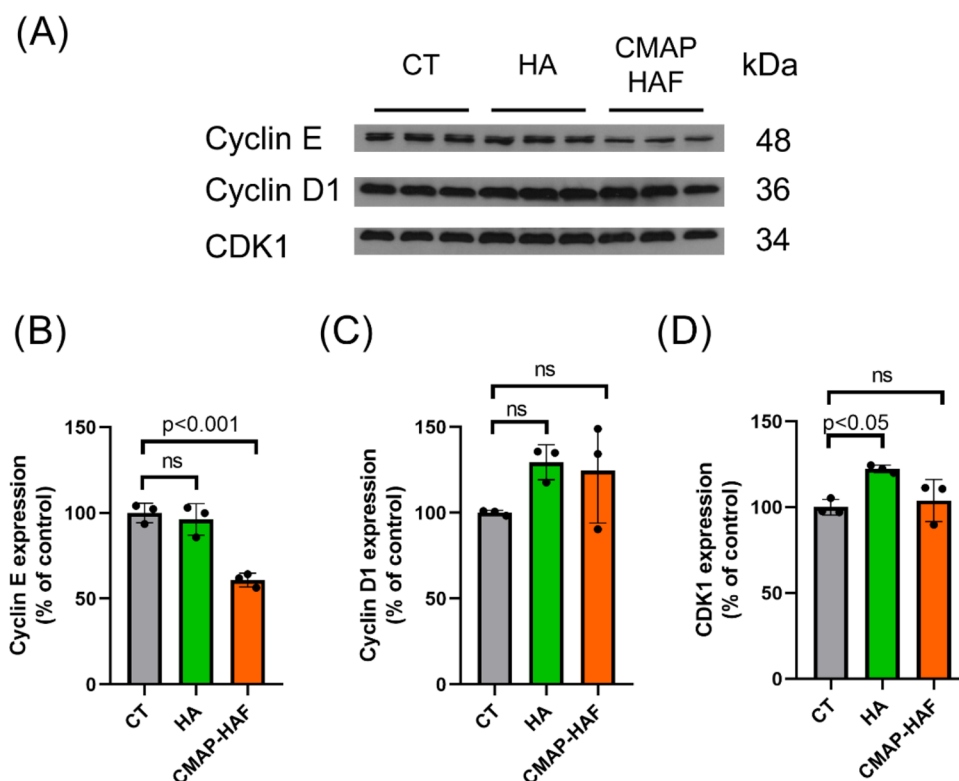 (A)
CT HA CMAP HAF kDa
Cyclin E 48
Cyclin D1 36
CDK1 34
(B)
p<0.001
ns
150
100
50
0
Cyclin E expression
(% of control)
CT HA CMAP-HAF
(C)
ns
ns
150
100
50
0
Cyclin D1 expression
(% of control)
CT HA CMAP-HAF
(D)
ns
p<0.05
150
100
50
0
CDK1 expression
(% of control)
CT HA CMAP-HAF